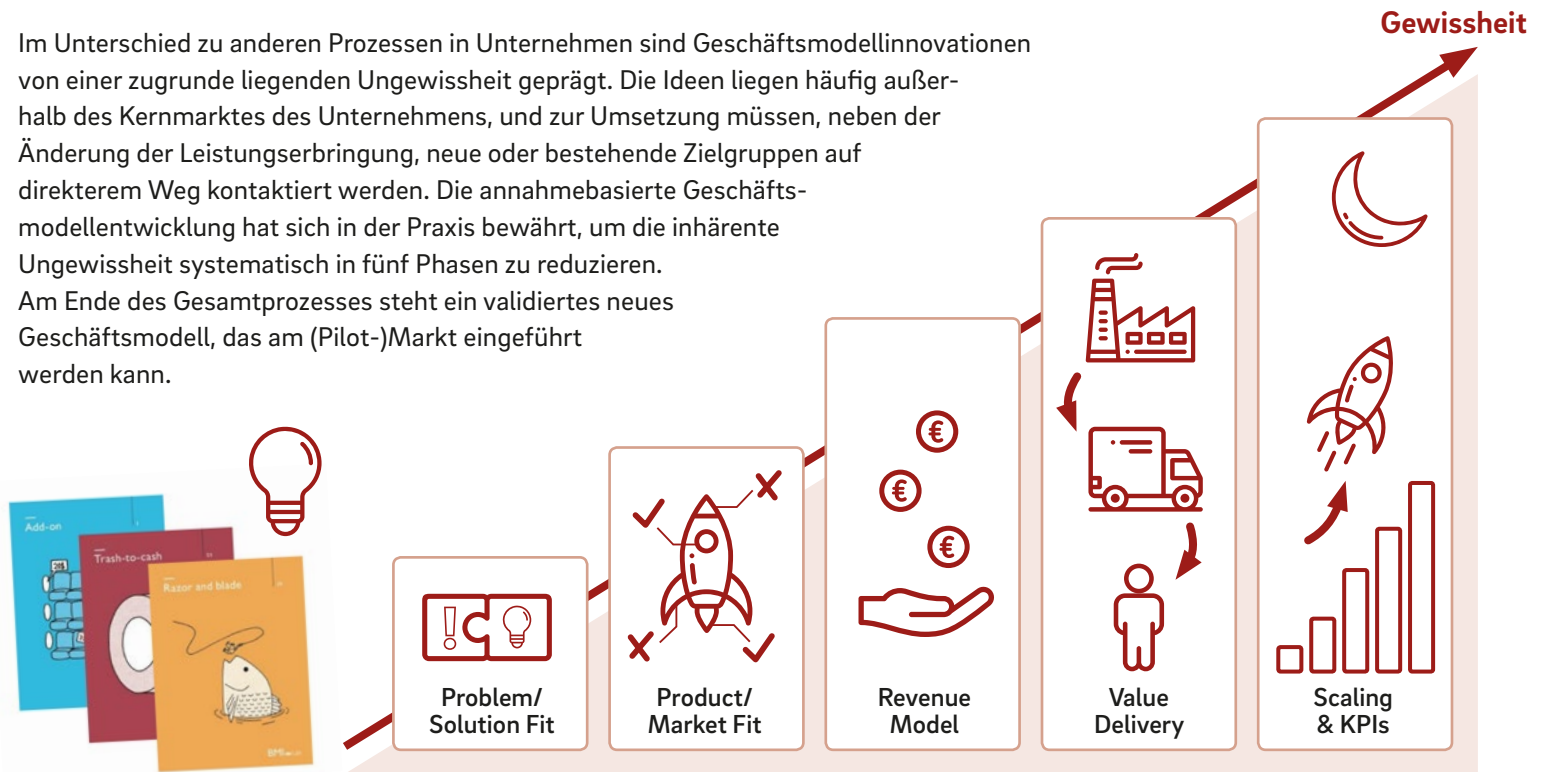 Gewissheit
Im Unterschied zu anderen Prozessen in Unternehmen sind Geschäftsmodellinnovationen
von einer zugrunde liegenden Ungewissheit geprägt. Die Ideen liegen häufig außer-
halb des Kernmarktes des Unternehmens, und zur Umsetzung müssen, neben der
Änderung der Leistungserbringung, neue oder bestehende Zielgruppen auf
direkterem Weg kontaktiert werden. Die annahmebasierte Geschäfts-
modellentwicklung hat sich in der Praxis bewährt, um die inhärente
Ungewissheit systematisch in fünf Phasen zu reduzieren.
Am Ende des Gesamtprozesses steht ein validiertes neues
Geschäftsmodell, das am (Pilot-)Markt eingeführt
werden kann.
Add-on
Trash-to-cash
Razor and blade
€
€
€
!
Problem/
Solution Fit
Product/
Market Fit
Revenue
Model
Value
Delivery
Scaling
& KPIs